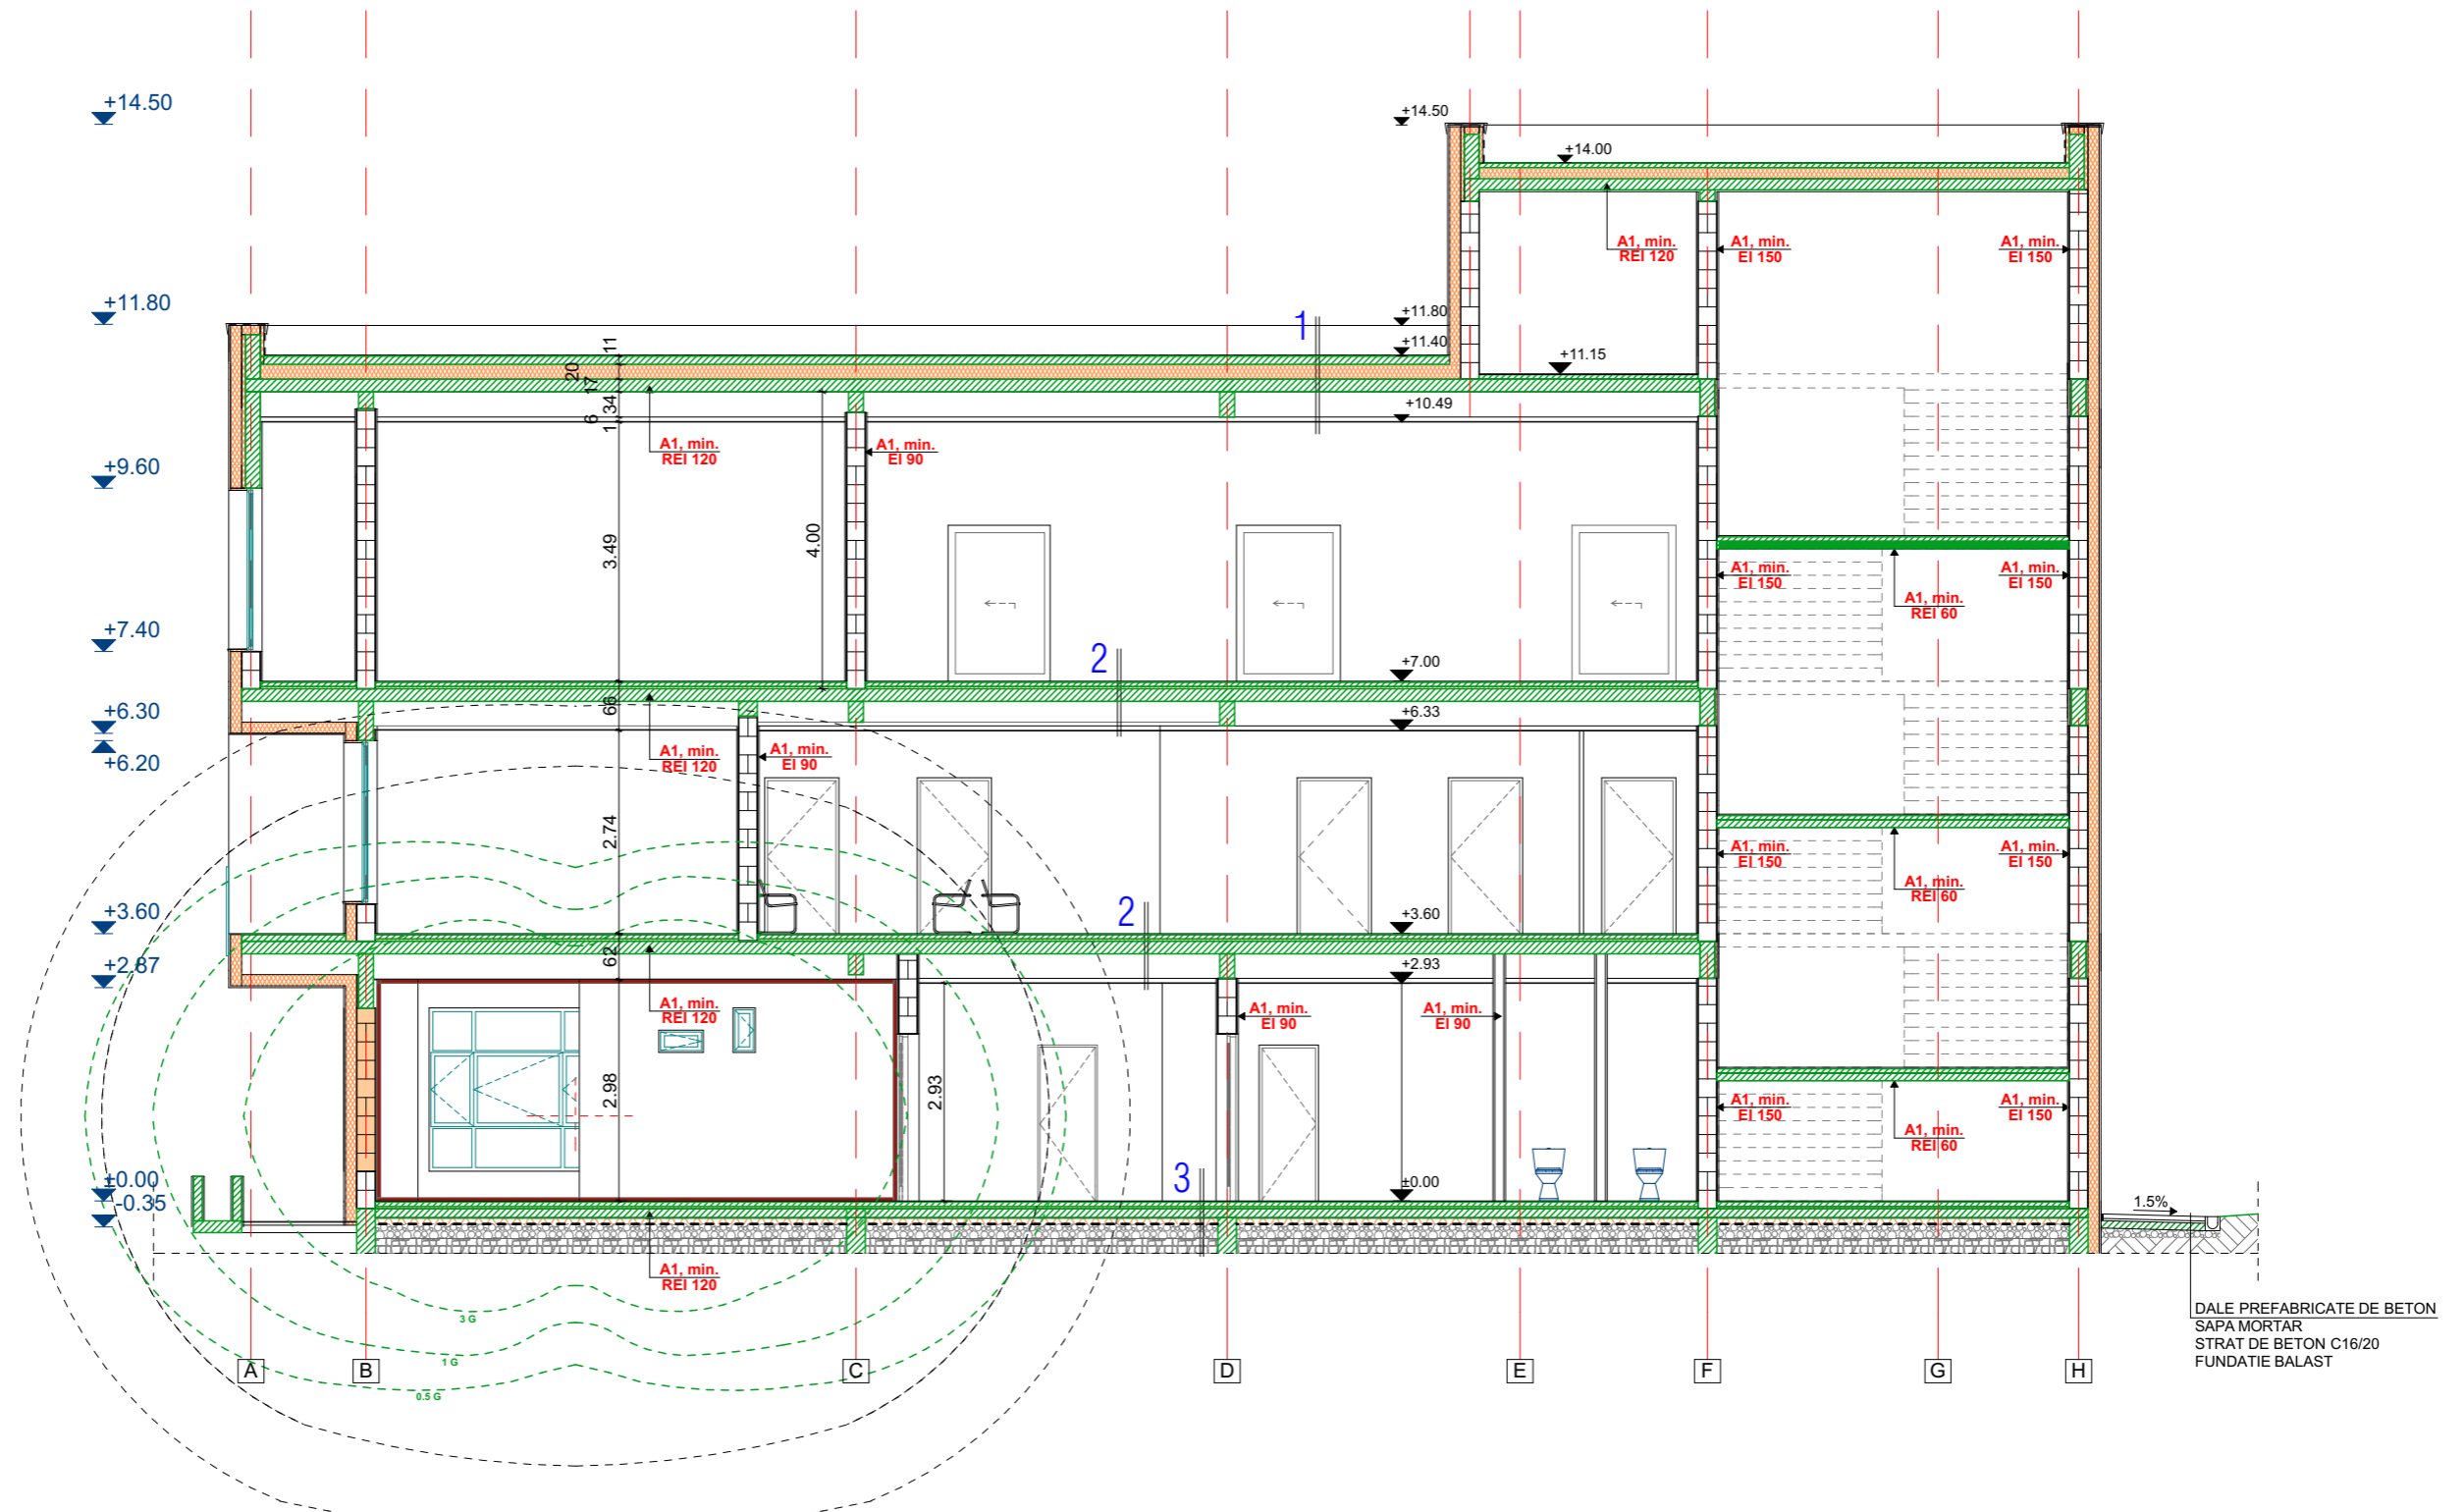 +14.50
+14.50
+14.00
A1, min.
REI 120
A1, min.
EI 150
A1, min.
EI 150
+11.80
1
+11.80
+11.40
+11.15
11
20
17
34
6
1
+10.49
A1, min.
REI 120
A1, min.
EI 90
+9.60
3.49
4.00
A1, min.
EI 150
A1, min.
EI 150
A1, min.
REI 60
+7.40
2
+7.00
+6.30
66
+6.33
+6.20
A1, min.
REI 120
A1, min.
EI 90
2.74
A1, min.
EI 150
A1, min.
EI 150
A1, min.
REI 60
+3.60
2
+3.60
+2.87
62
+2.93
A1, min.
REI 120
A1, min.
EI 90
A1, min.
EI 90
2.98
2.93
A1, min.
EI 150
A1, min.
EI 150
A1, min.
REI 60
±0.00
-0.35
3
±0.00
1.5%
A1, min.
REI 120
3 G
1 G
0.5 G
DALE PREFABRICATE DE BETON
SAPA MORTAR
STRAT DE BETON C16/20
FUNDATIE BALAST
A
B
C
D
E
F
G
H